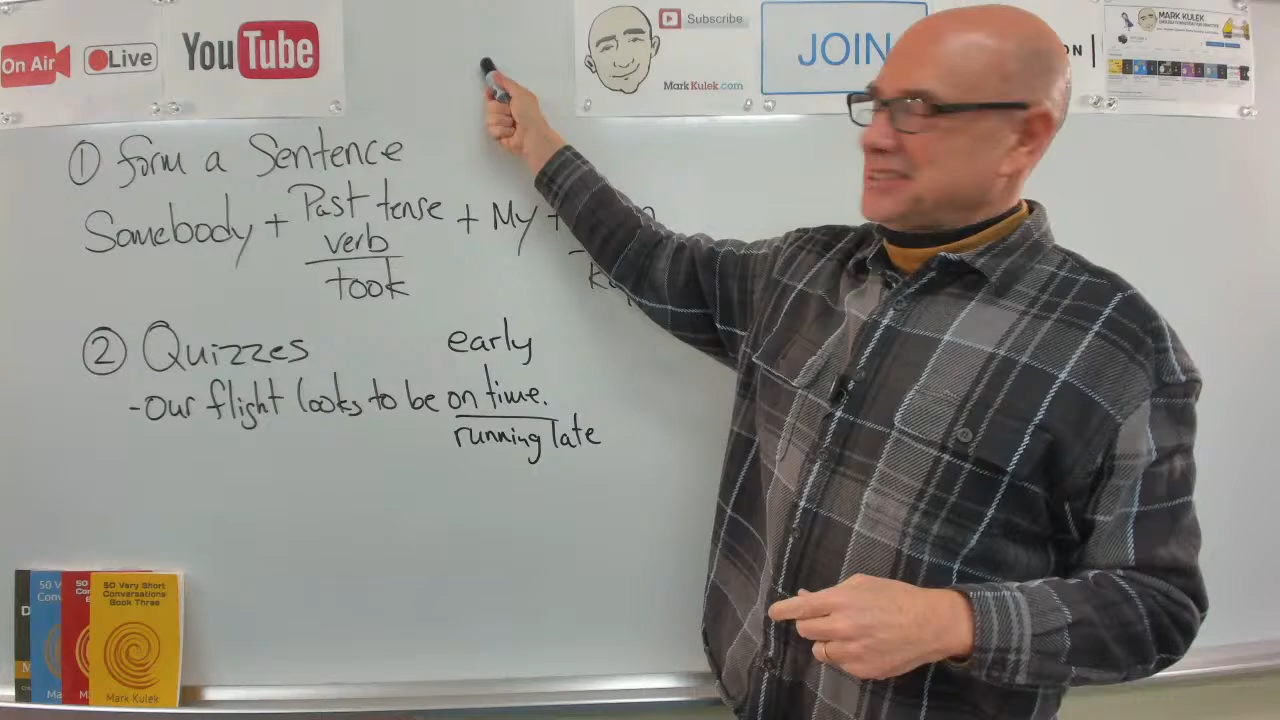 On Air
Live
YouTube
Subscribe
MarkKulek.com
JOIN
MARK KULEK
① Form a Sentence
Somebody + Past tense verb + My +
took
② Quizzes
early
-Our flight looks to be on time.
running late
50 Very Short
Conversations
Book Three
Mark Kulek